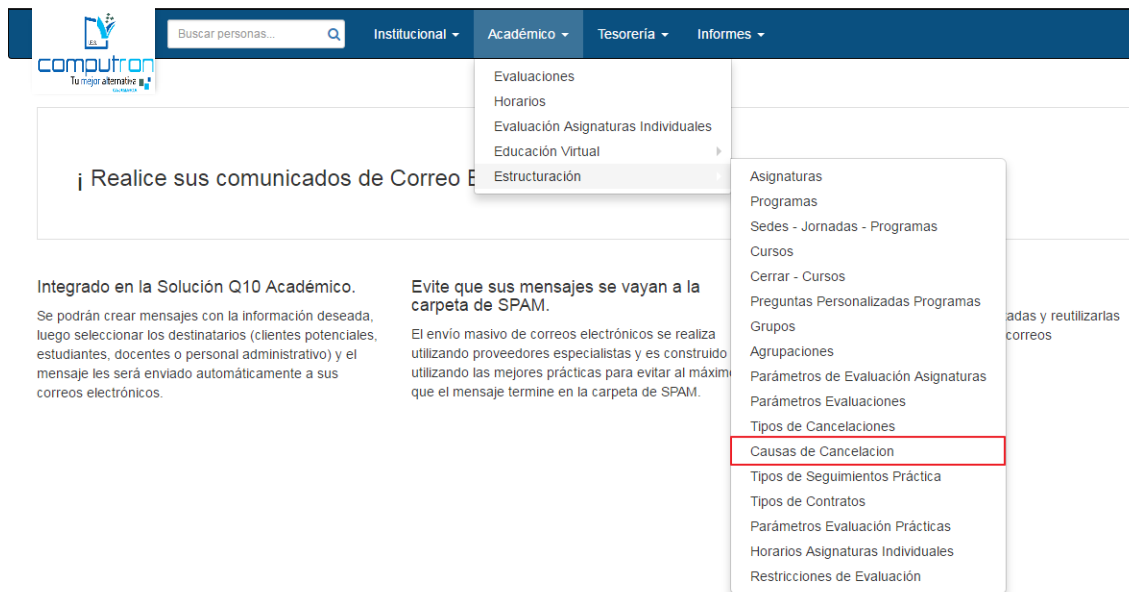 Buscar personas...
Institucional
Académico
Tesorería
Informes
computron
Tu mejor alternativa
Evaluaciones
Horarios
Evaluación Asignaturas Individuales
Educación Virtual
Estructuración
Asignaturas
Programas
Sedes - Jornadas - Programas
Cursos
Cerrar - Cursos
Preguntas Personalizadas Programas
Grupos
Agrupaciones
Parámetros de Evaluación Asignaturas
Parámetros Evaluaciones
Tipos de Cancelaciones
Causas de Cancelacion
Tipos de Seguimientos Práctica
Tipos de Contratos
Parámetros Evaluación Prácticas
Horarios Asignaturas Individuales
Restricciones de Evaluación
¡ Realice sus comunicados de Correo
Integrado en la Solución Q10 Académico.
Se podrán crear mensajes con la información deseada,
luego seleccionar los destinatarios (clientes potenciales,
estudiantes, docentes o personal administrativo) y el
mensaje les será enviado automáticamente a sus
correos electrónicos.
Evite que sus mensajes se vayan a la
carpeta de SPAM.
El envío masivo de correos electrónicos se realiza
utilizando proveedores especialistas y es construido
utilizando las mejores prácticas para evitar al máximo
que el mensaje termine en la carpeta de SPAM.
adas y reutilizarlas
correos